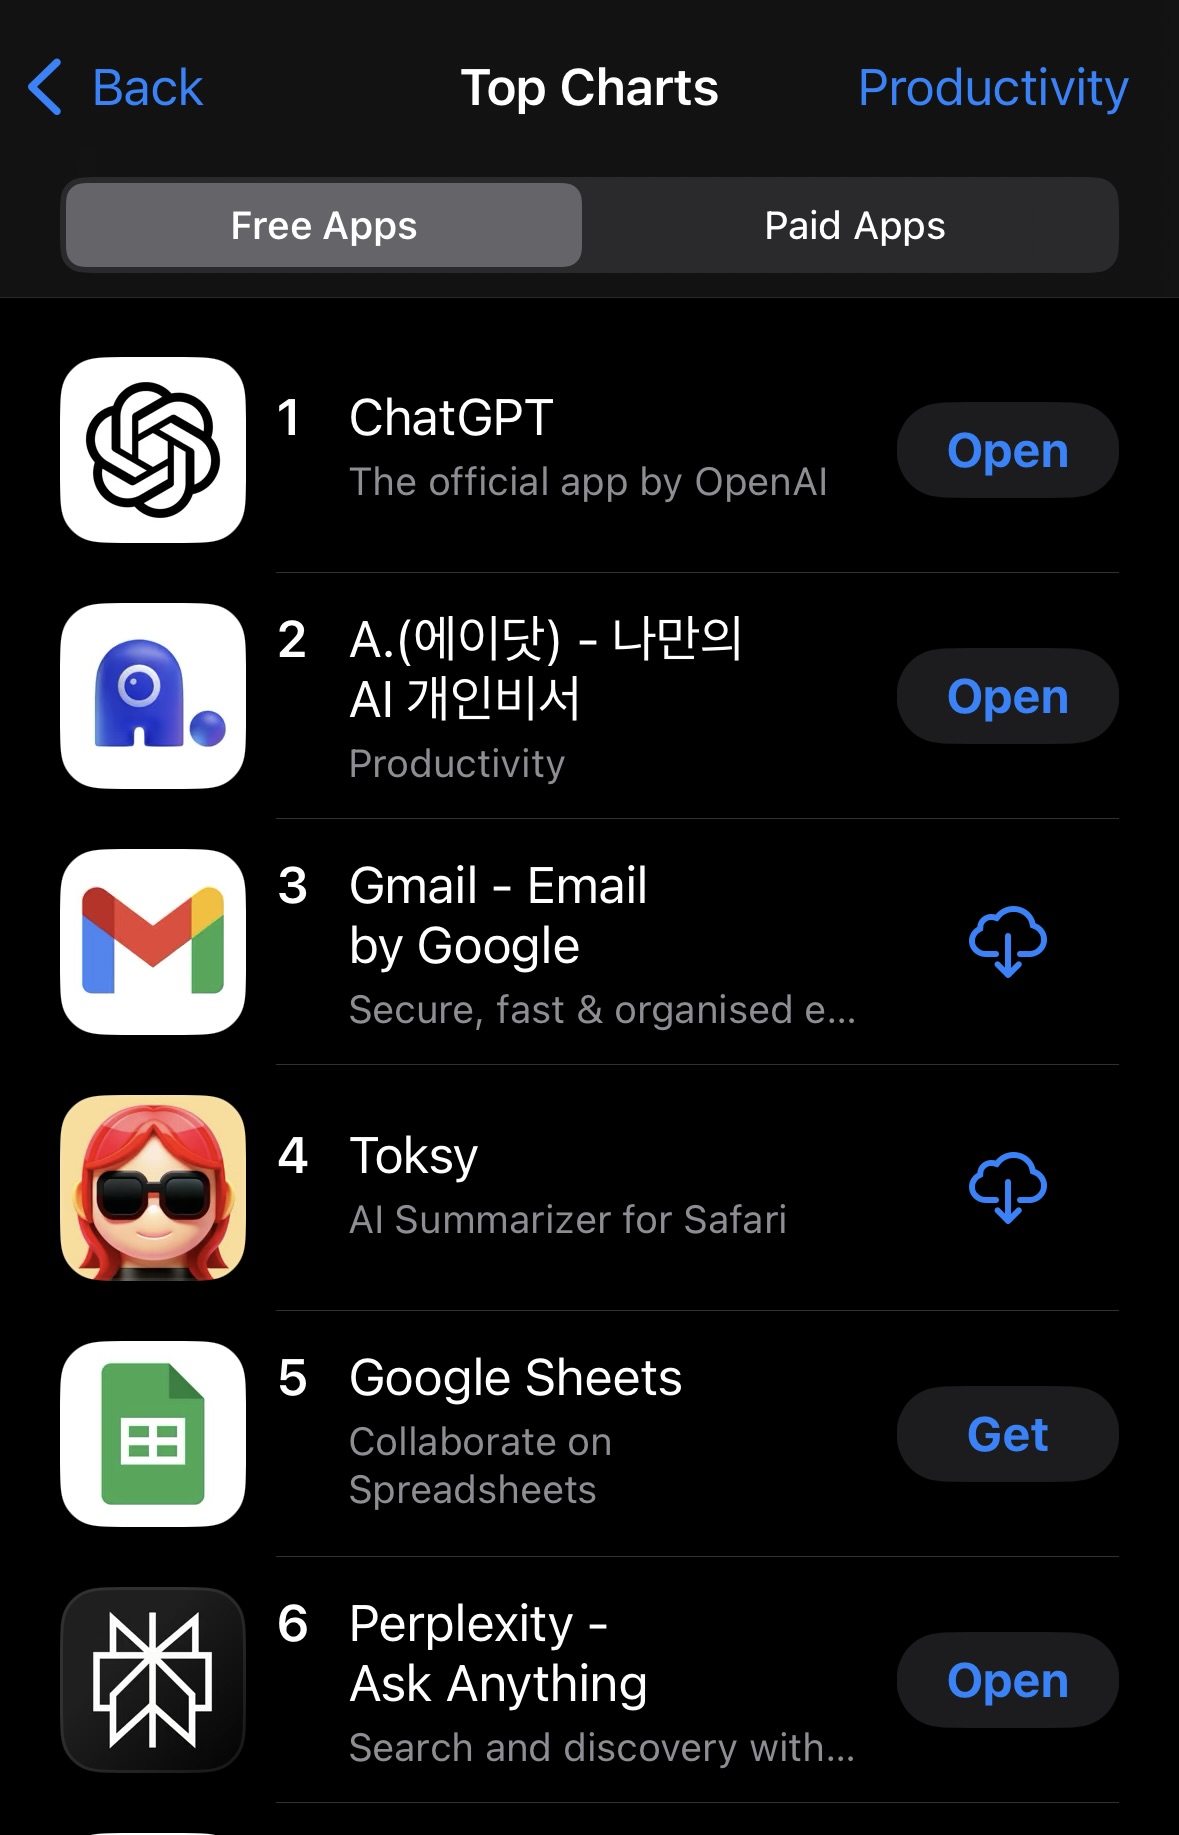 Back
Top Charts
Productivity
Free Apps
Paid Apps
1
ChatGPT
The official app by OpenAI
Open
2
A.(에이닷) - 나만의
AI 개인비서
Productivity
Open
3
Gmail - Email
by Google
Secure, fast & organised e...
4
Toksy
AI Summarizer for Safari
5
Google Sheets
Collaborate on
Spreadsheets
Get
6
Perplexity -
Ask Anything
Search and discovery with...
Open